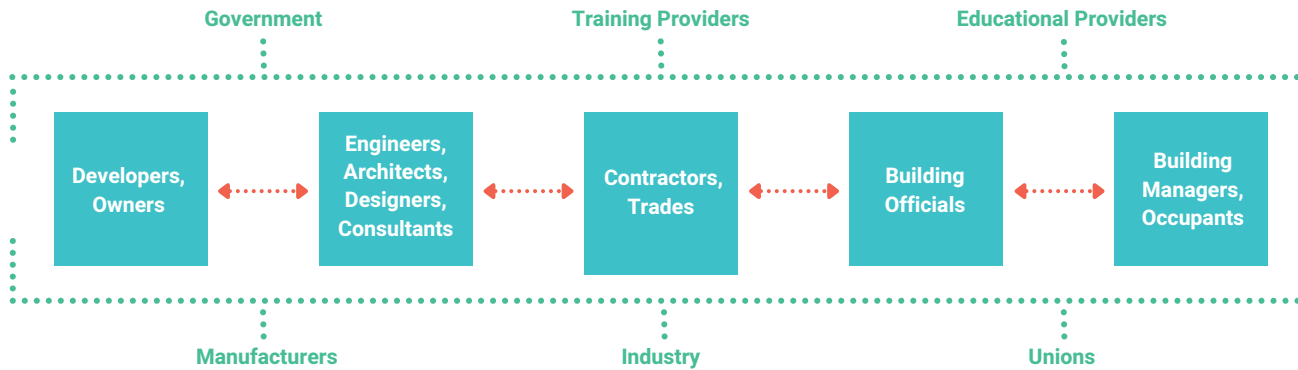 Government
Training Providers
Educational Providers
Developers,
Owners
Engineers,
Architects,
Designers,
Consultants
Contractors,
Trades
Building
Officials
Building
Managers,
Occupants
Manufacturers
Industry
Unions